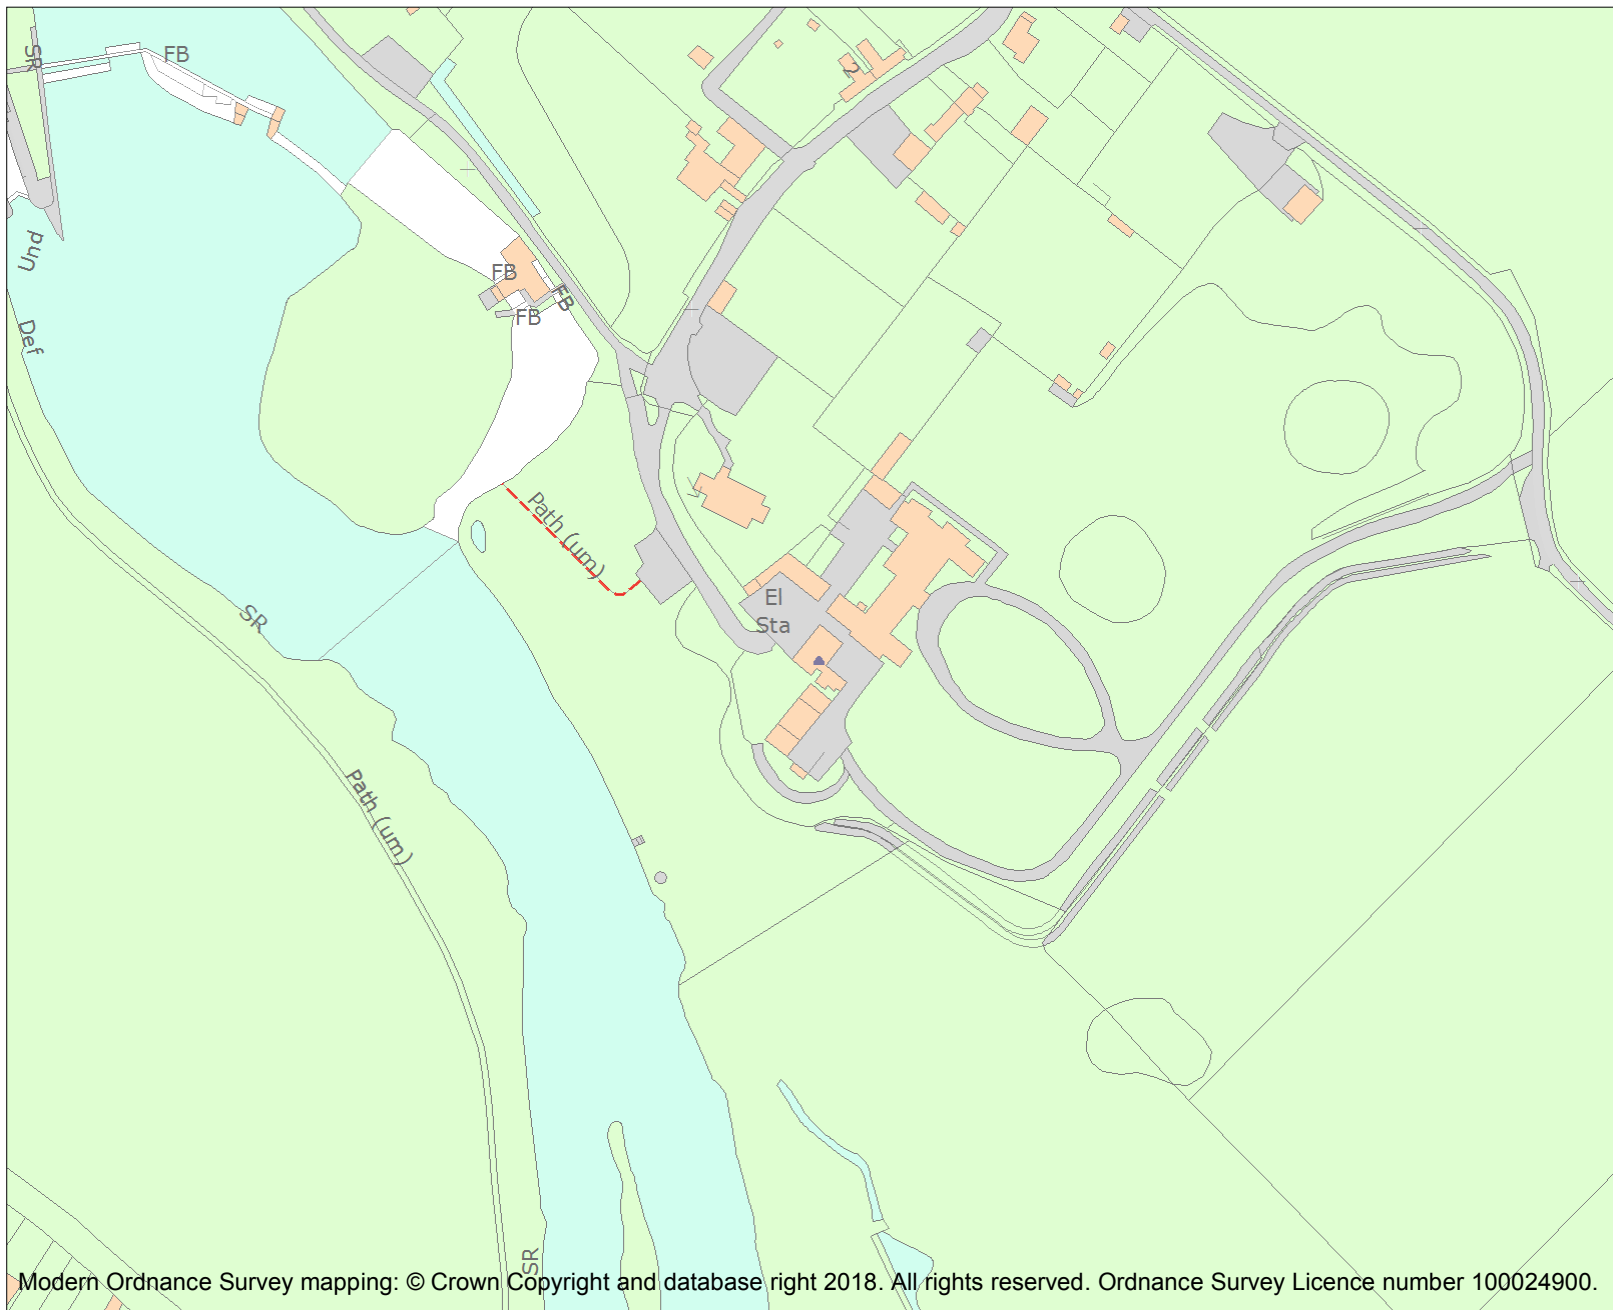 SR
FB
2
Und
FB
FB
FB
Def
Path (um)
El
Sta
SR
Path (um)
SR
Modern Ordnance Survey mapping: © Crown Copyright and database right 2018. All rights reserved. Ordnance Survey Licence number 100024900.